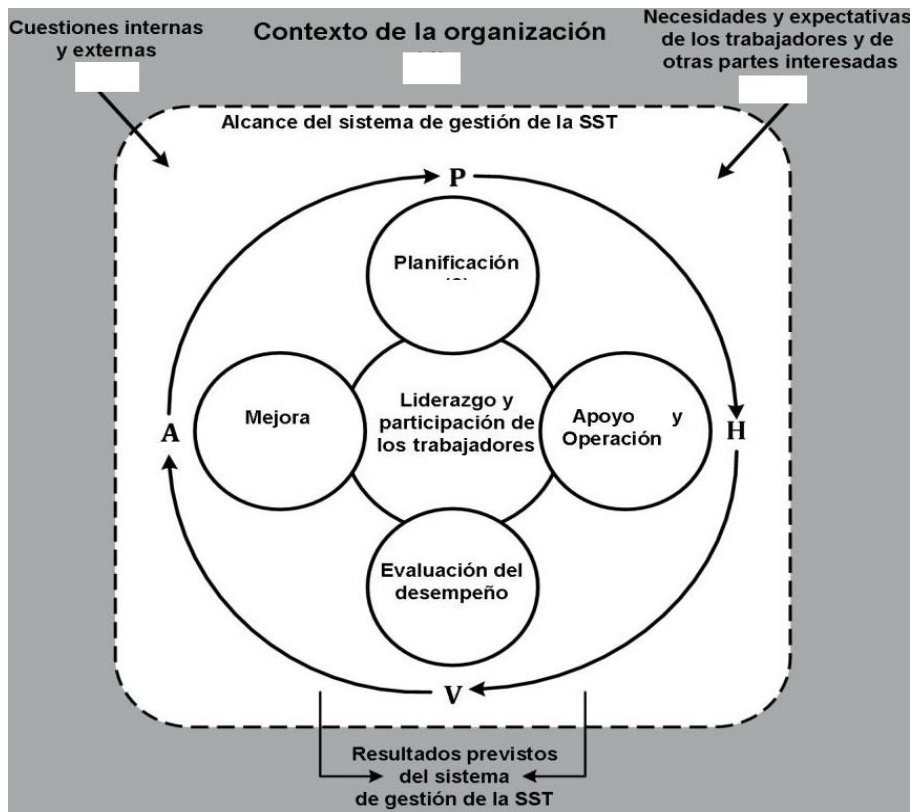 Cuestiones internas
y externas
Contexto de la organización
Necesidades y expectativas
de los trabajadores y de
otras partes interesadas
Alcance del sistema de gestión de la SST
P
Planificación
Mejora
Liderazgo y
participación de
los trabajadores
Apoyo y
Operación
A
H
Evaluación del
desempeño
V
Resultados previstos
del sistema
de gestión de la SST